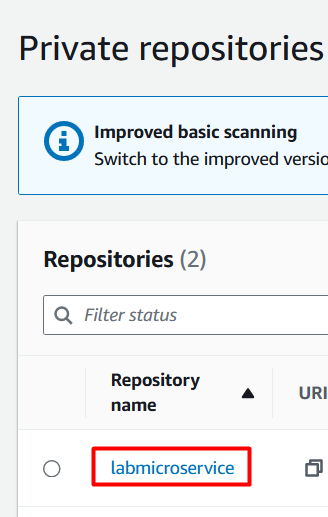 Private repositories
Improved basic scanning
Switch to the improved versio
Repositories (2)
Filter status
Repository
name
URI
labmicroservice